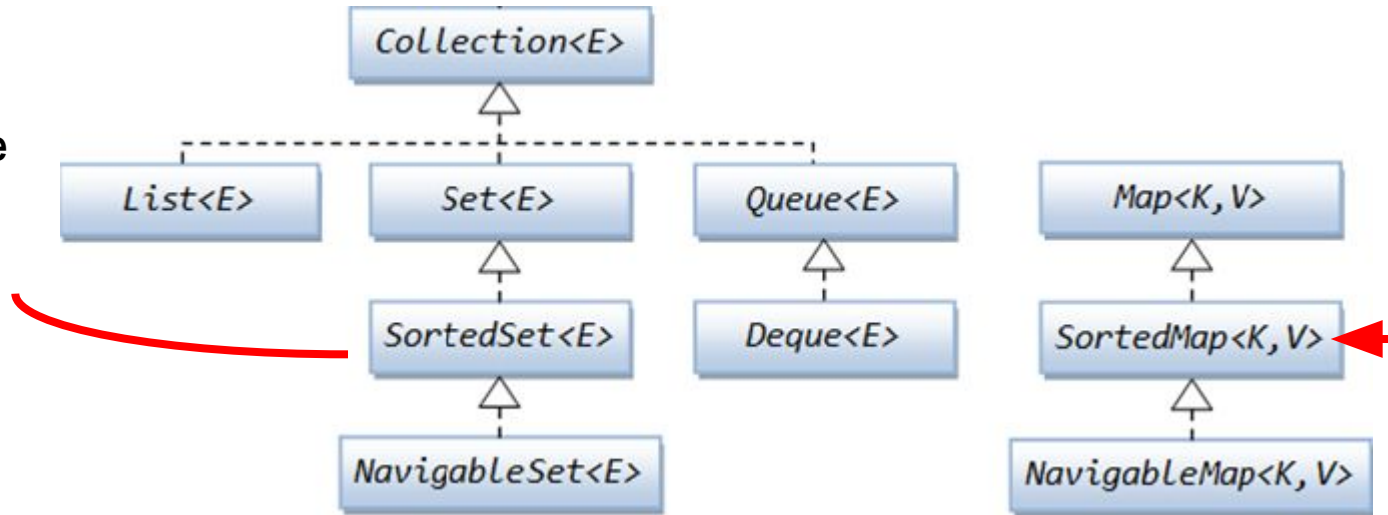 Collection<E>
e
List<E>
Set<E>
Queue<E>
Map<K,V>
SortedSet<E>
Deque<E>
SortedMap<K,V>
NavigableSet<E>
NavigableMap<K,V>